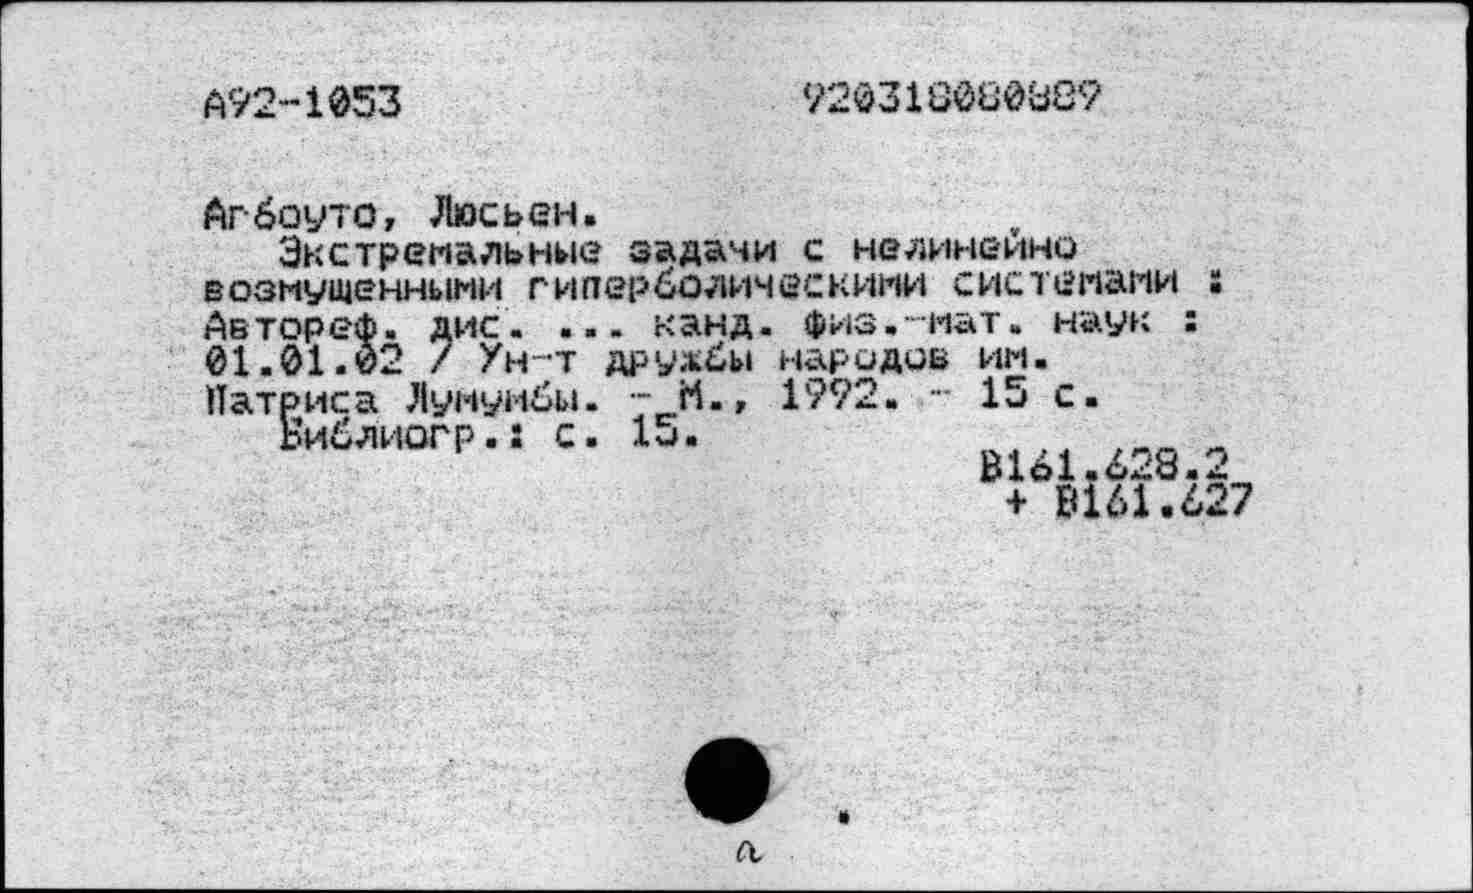 А92-1053 920318080889
Агбоуто, Люсьен.
Экстремальные задачи с нелинейно
возмущенными гиперболическими системами :
Автореф. дис. ... канд. физ.-мат. наук :
01.01.02 / Ун-т дружбы народов им.
Патриса Лумумбы. - М., 1992. - 15 с.
Библиогр.: с. 15.
В161.628.2
+ В161.627
а